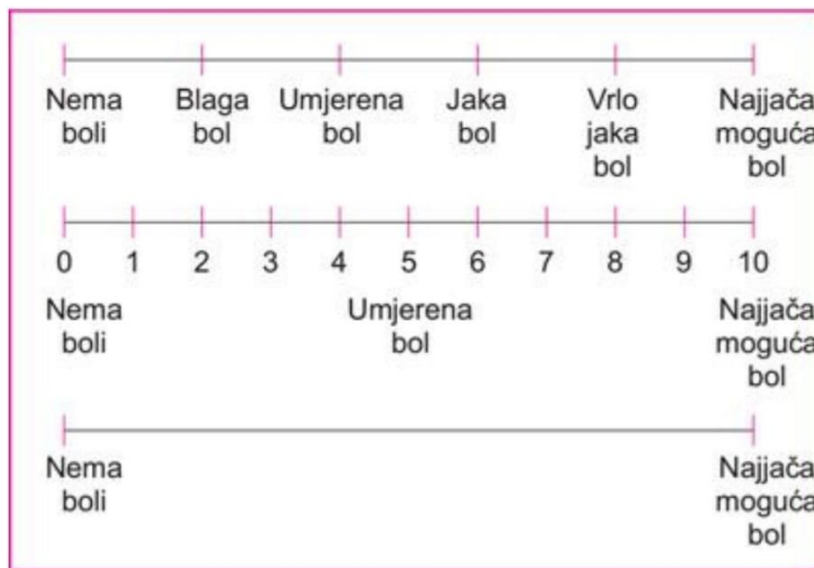 Nema Blaga Umjerena Jaka Vrlo Najjača
boli bol bol bol jaka moguća
bol bol
0 1 2 3 4 5 6 7 8 9 10
Nema Umjerena Najjača
boli bol moguća
bol
Nema Najjača
boli moguća
bol